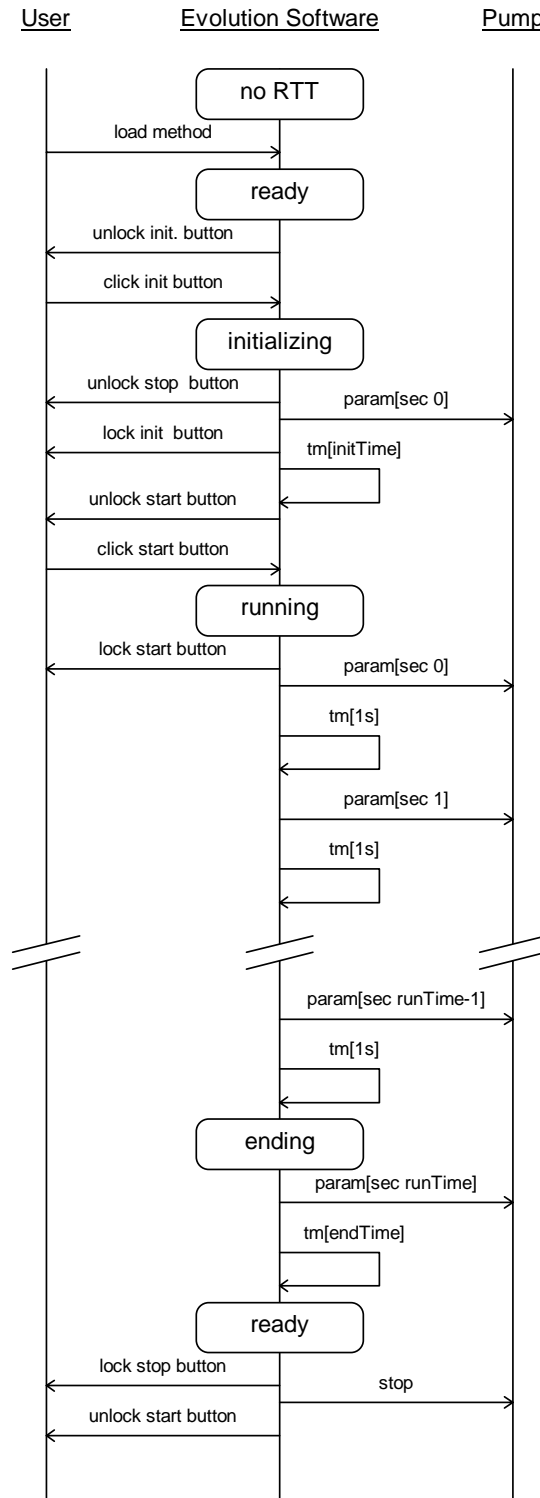 User
Evolution Software
Pump
no RTT
load method
ready
unlock init. button
click init button
initializing
unlock stop  button
param[sec 0]
lock init  button
tm[initTime]
unlock start button
click start button
running
lock start button
param[sec 0]
tm[1s]
param[sec 1]
tm[1s]
param[sec runTime-1]
tm[1s]
ending
param[sec runTime]
tm[endTime]
ready
lock stop button
stop
unlock start button